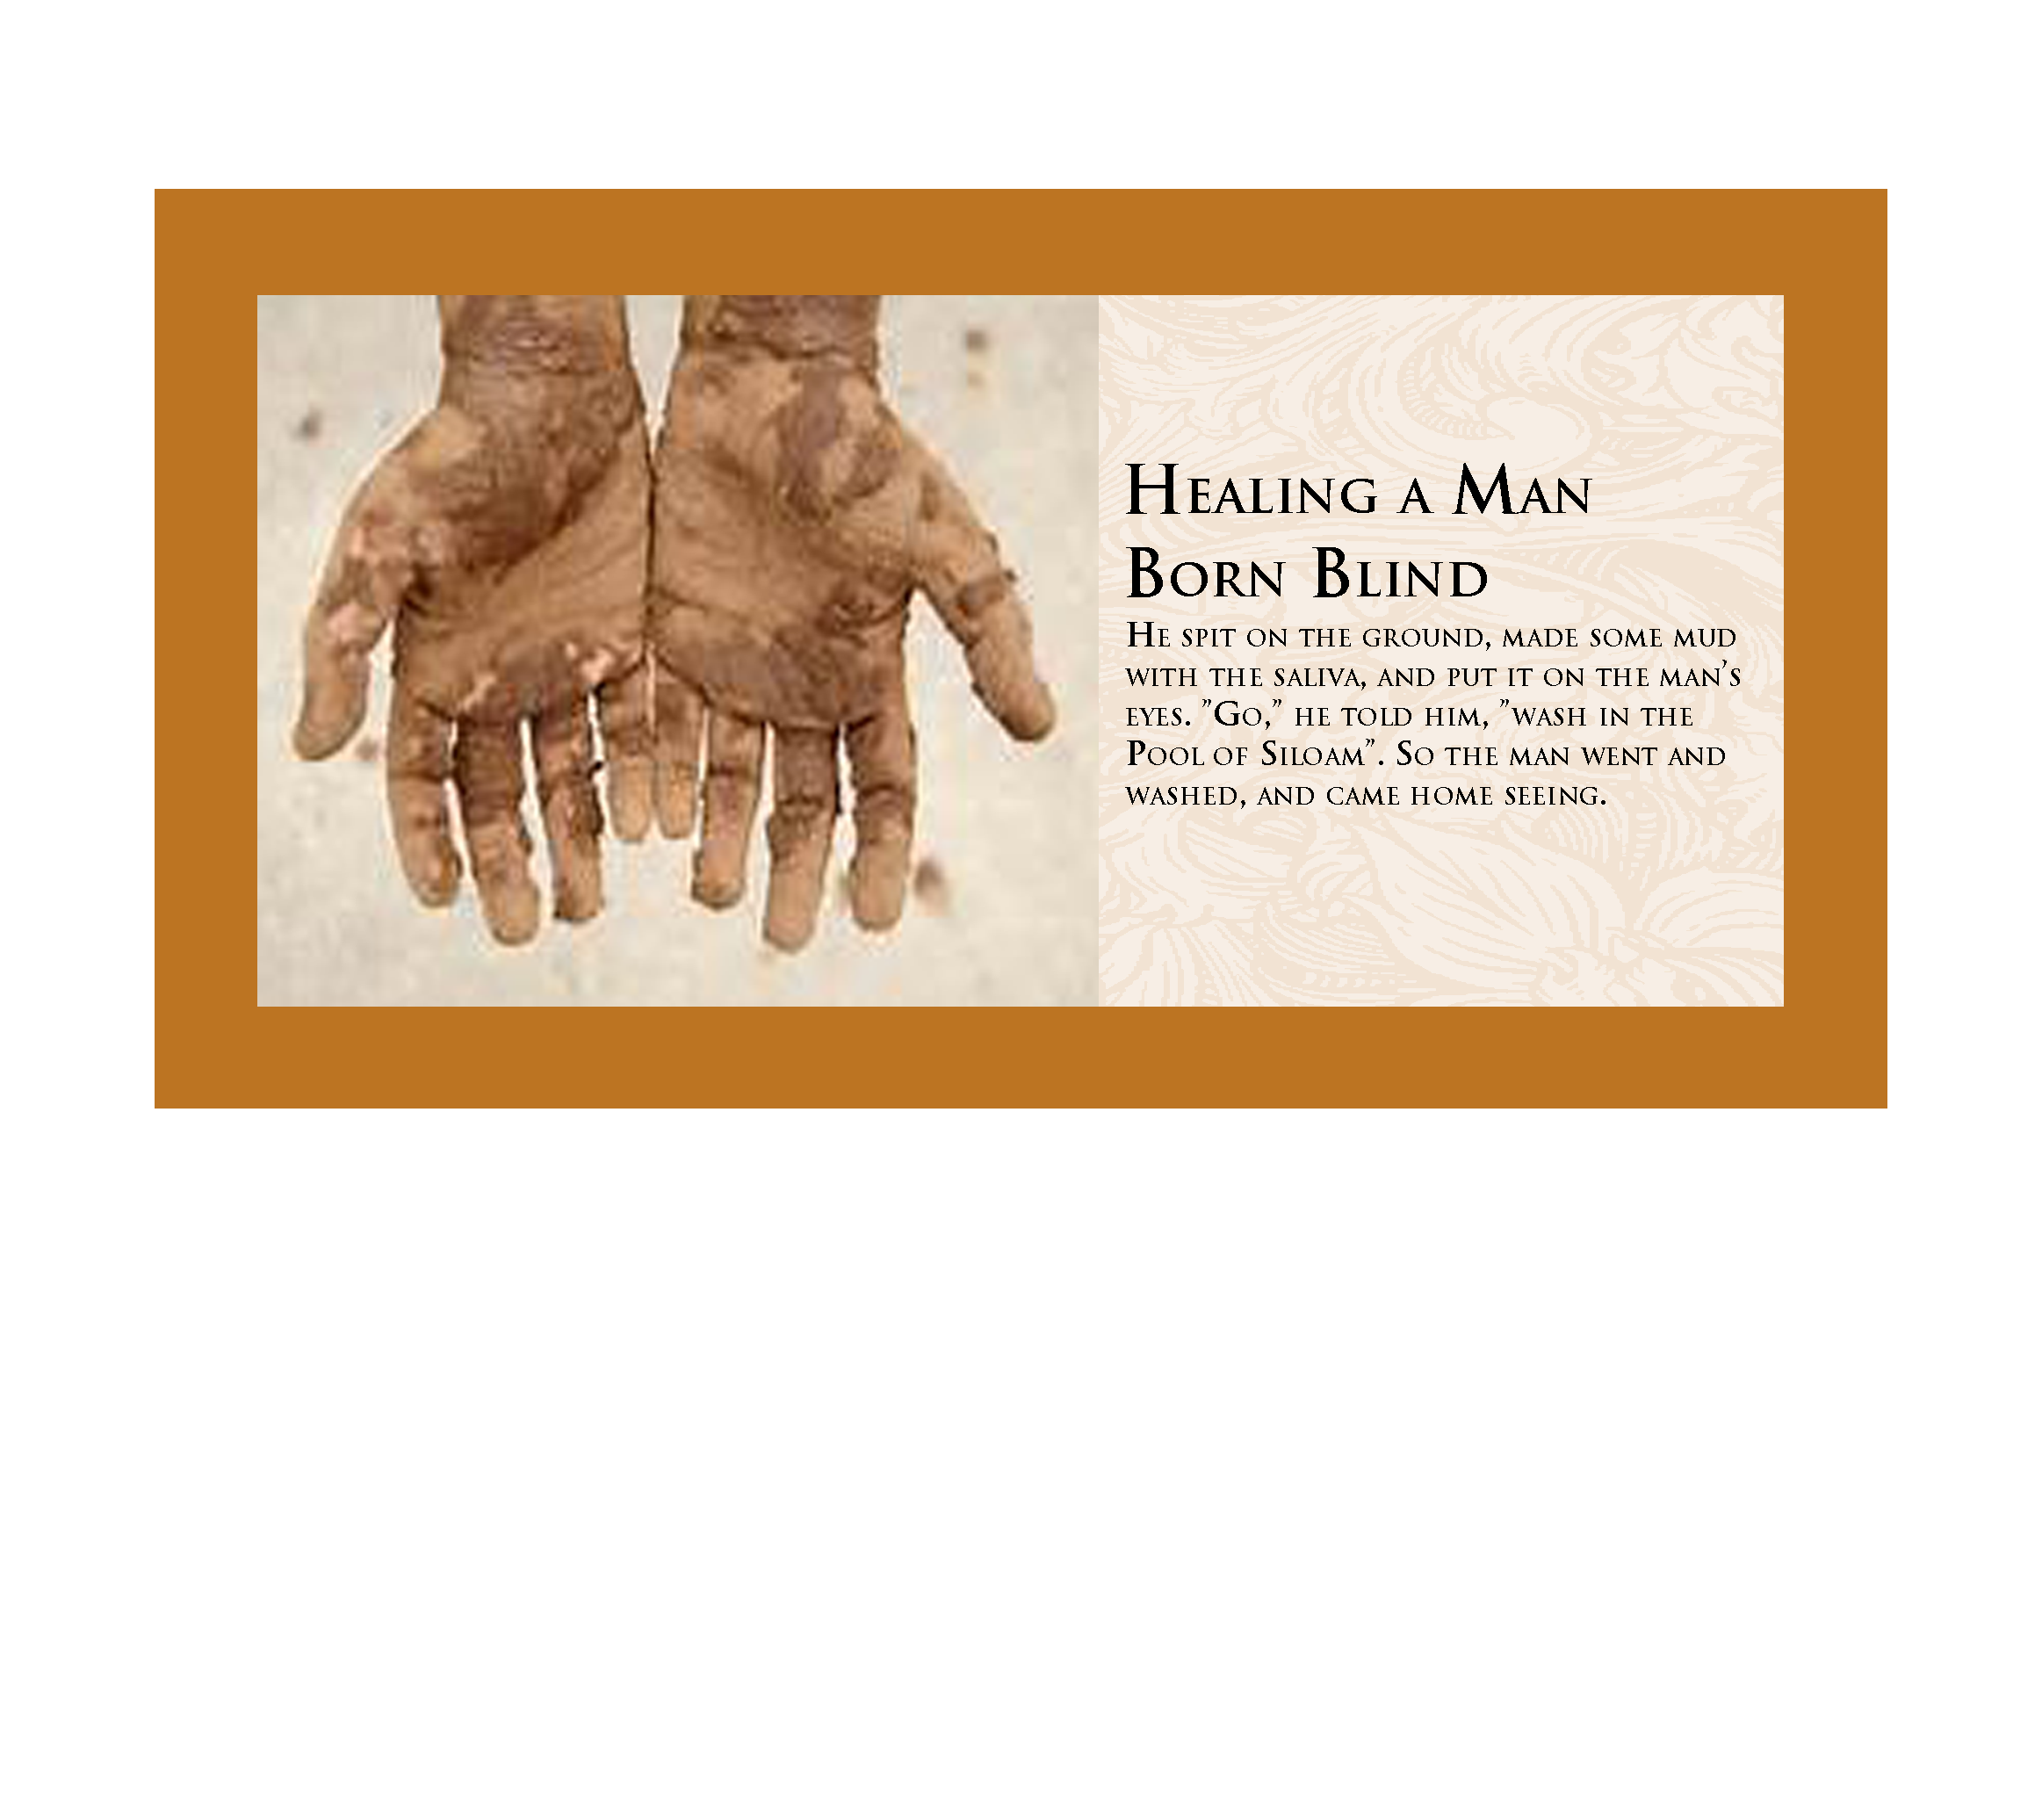 Healing a Man
Born Blind
He spit on the ground, made some mud
with the saliva, and put it on the man's
eyes. "Go," he told him, "wash in the
Pool of Siloam". So the man went and
washed, and came home seeing.